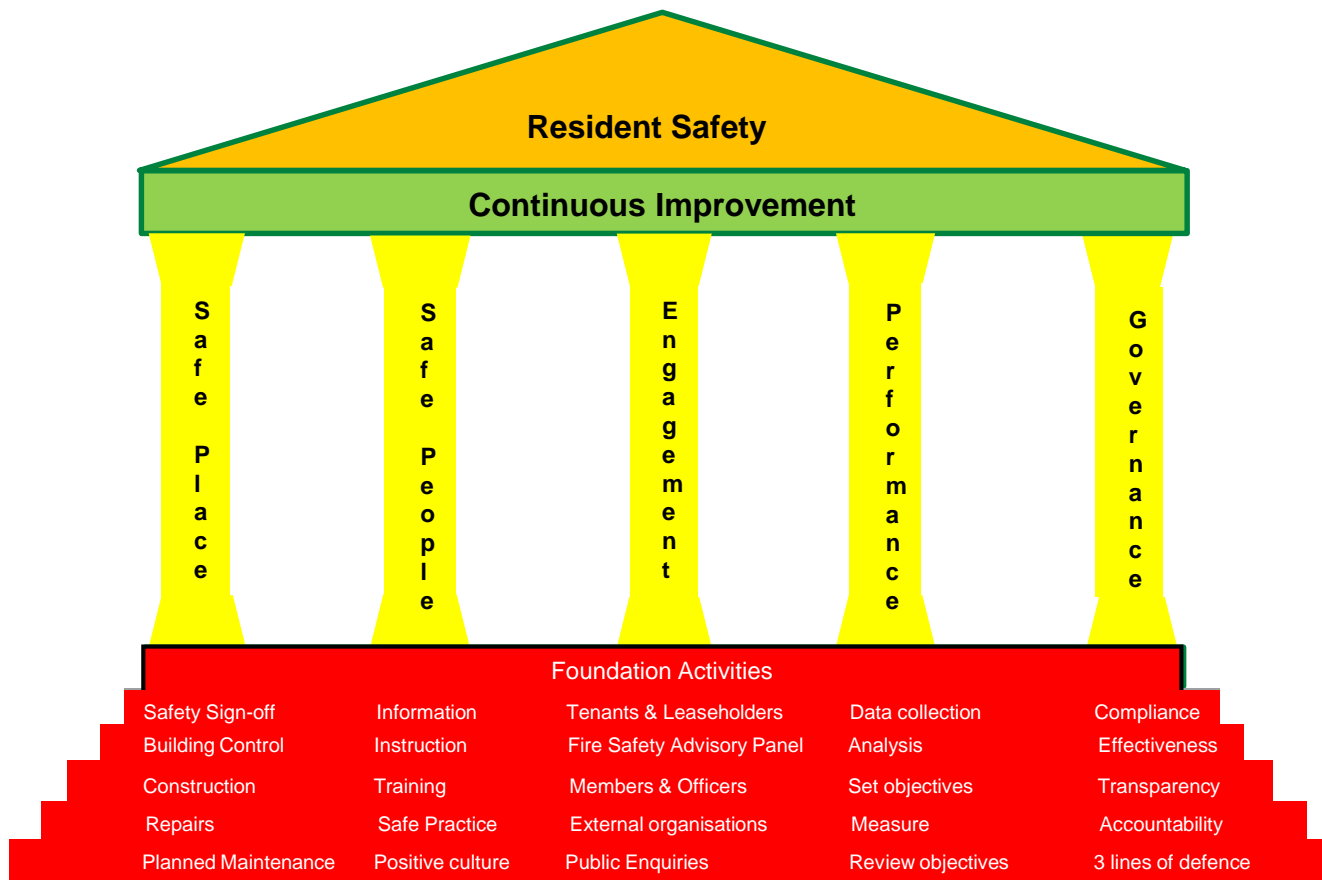 Resident Safety
Continuous Improvement
Safe Place
Safe People
Engagement
Performance
Governance
Foundation Activities
Safety Sign-off Information Tenants & Leaseholders Data collection Compliance
Building Control Instruction Fire Safety Advisory Panel Analysis Effectiveness
Construction Training Members & Officers Set objectives Transparency
Repairs Safe Practice External organisations Measure Accountability
Planned Maintenance Positive culture Public Enquiries Review objectives 3 lines of defence